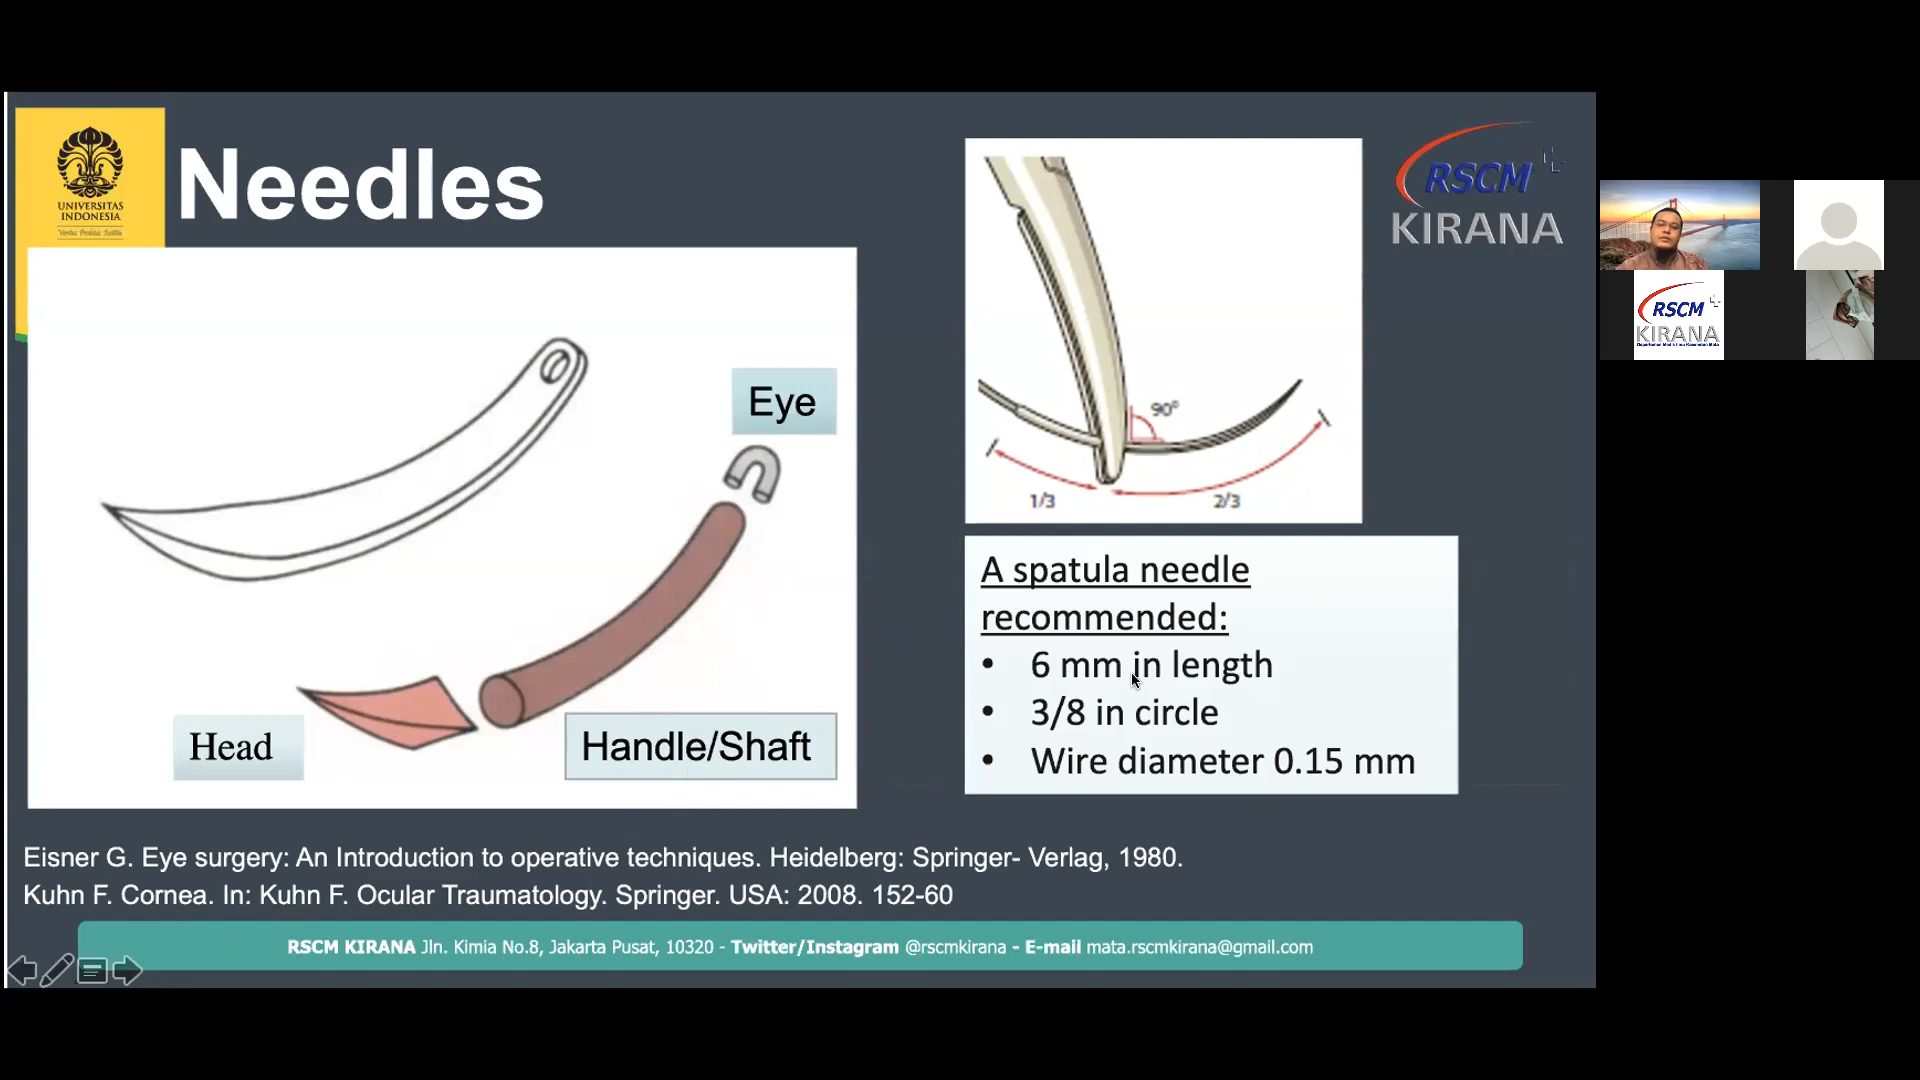 UNIVERSITAS
INDONESIA
Needles
Eye
Head
Handle/Shaft
90°
1/3
2/3
RSCM
KIRANA
A spatula needle
recommended:
• 6 mm in length
• 3/8 in circle
• Wire diameter 0.15 mm
Eisner G. Eye surgery: An Introduction to operative techniques. Heidelberg: Springer- Verlag, 1980.
Kuhn F. Cornea. In: Kuhn F. Ocular Traumatology. Springer. USA: 2008. 152-60
RSCM KIRANA Jln. Kimia No.8, Jakarta Pusat, 10320 - Twitter/Instagram @rscmkirana - E-mail mata.rscmkirana@gmail.com
RSCM
KIRANA